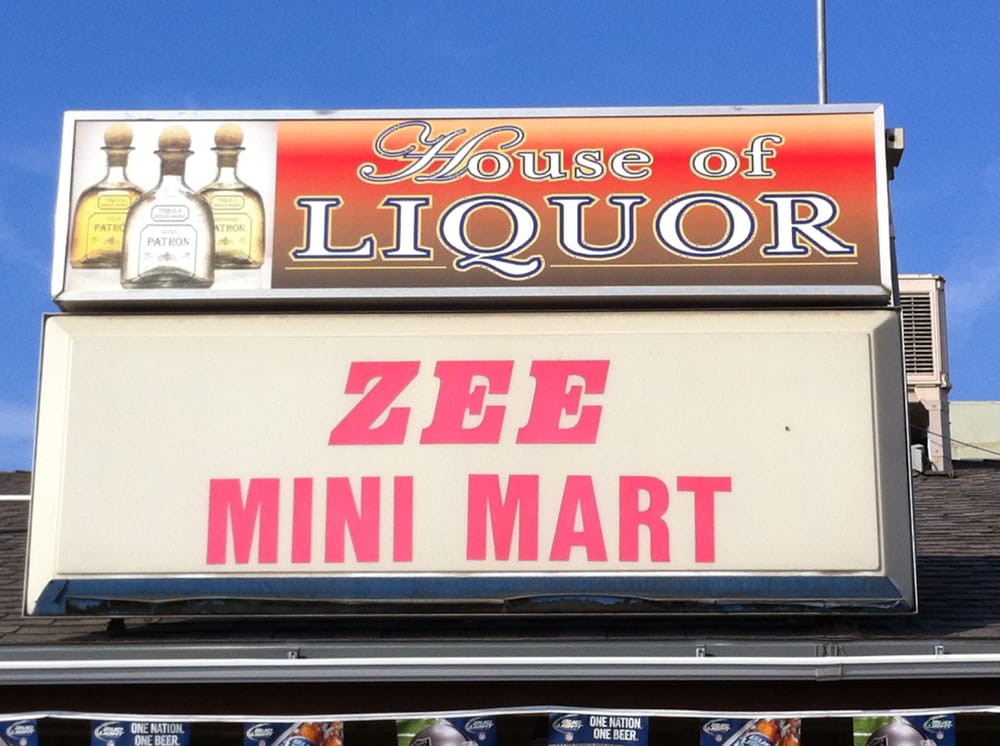 House of
LIQUOR
PATRON
ZEE
MINI MART
ONE NATION.
ONE BEER.
ONE NATION.
ONE BEER.